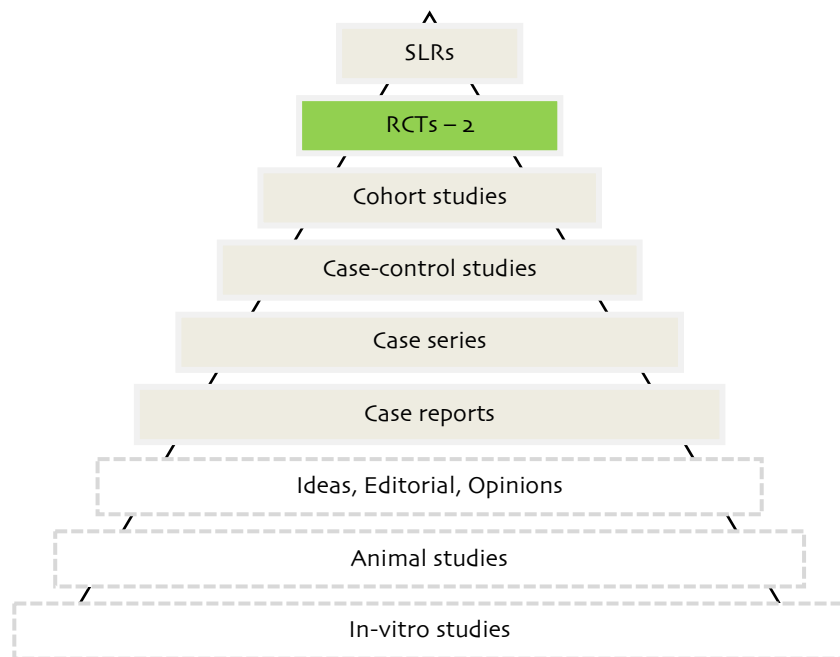 SLRs
RCTs – 2
Cohort studies
Case-control studies
Case series
Case reports
Ideas, Editorial, Opinions
Animal studies
In-vitro studies